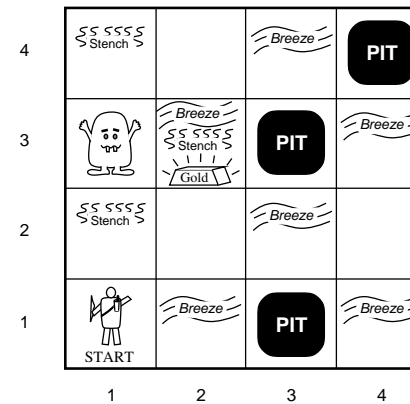 4
Stench
Breeze
PIT
3
Breeze
Stench
Gold
PIT
Breeze
2
Stench
Breeze
1
START
Breeze
PIT
Breeze
1 2 3 4